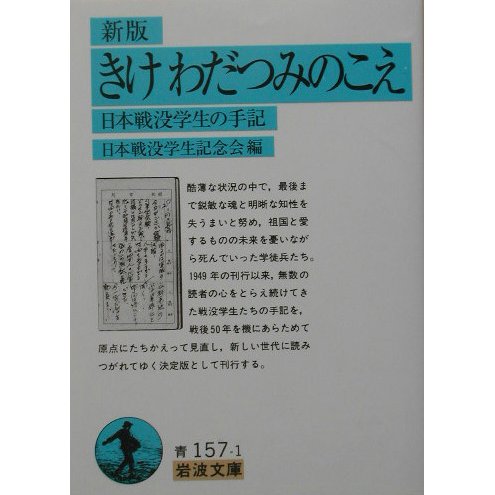 新版
きけ わだつみのこえ
日本戦没学生の手記
日本戦没学生記念会編
酷薄な状況の中で，最後ま
で鋭敏な魂と明晰な知性を
失うまいと努め，祖国と愛
するものの未来を憂いなが
ら死んでいった学徒兵たち。
1949年の刊行以来，無数の
読者の心をとらえ続けてき
た戦没学生たちの手記を，
戦後50年を機にあらためて
原点にたちかえって見直し，新しい世代に読み
つがれてゆく決定版として刊行する。
青 157-1
岩波文庫